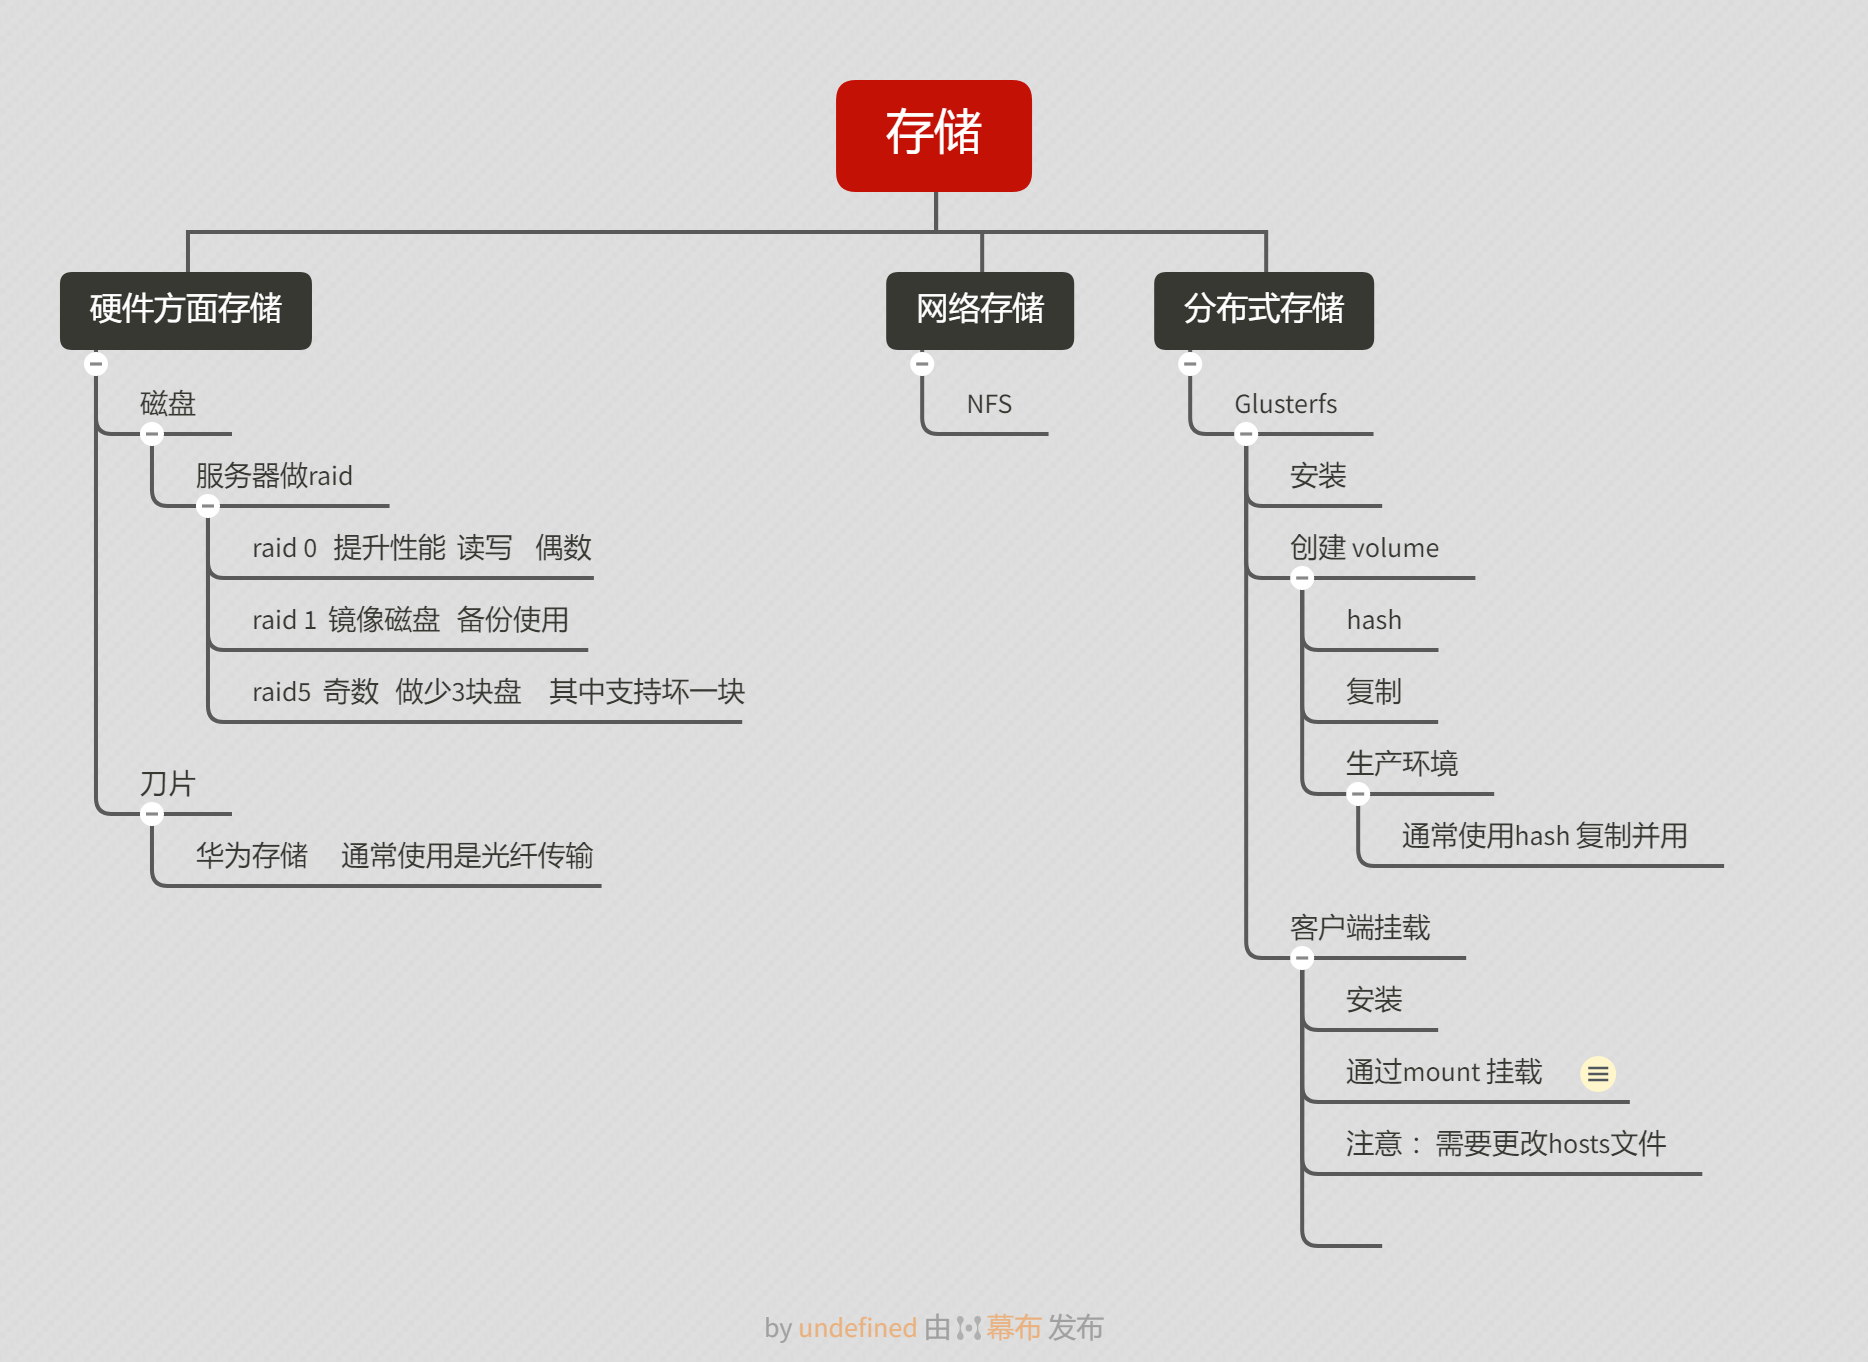 存储
硬件方面存储
磁盘
服务器做raid
raid 0 提升性能 读写 偶数
raid 1 镜像磁盘 备份使用
raid5 奇数 做少3块盘 其中支持坏一块
刀片
华为存储 通常使用是光纤传输
网络存储
NFS
分布式存储
Glusterfs
安装
创建 volume
hash
复制
生产环境
通常使用hash 复制并用
客户端挂载
安装
通过mount 挂载
注意： 需要更改hosts文件
by undefined 由 幕布 发布